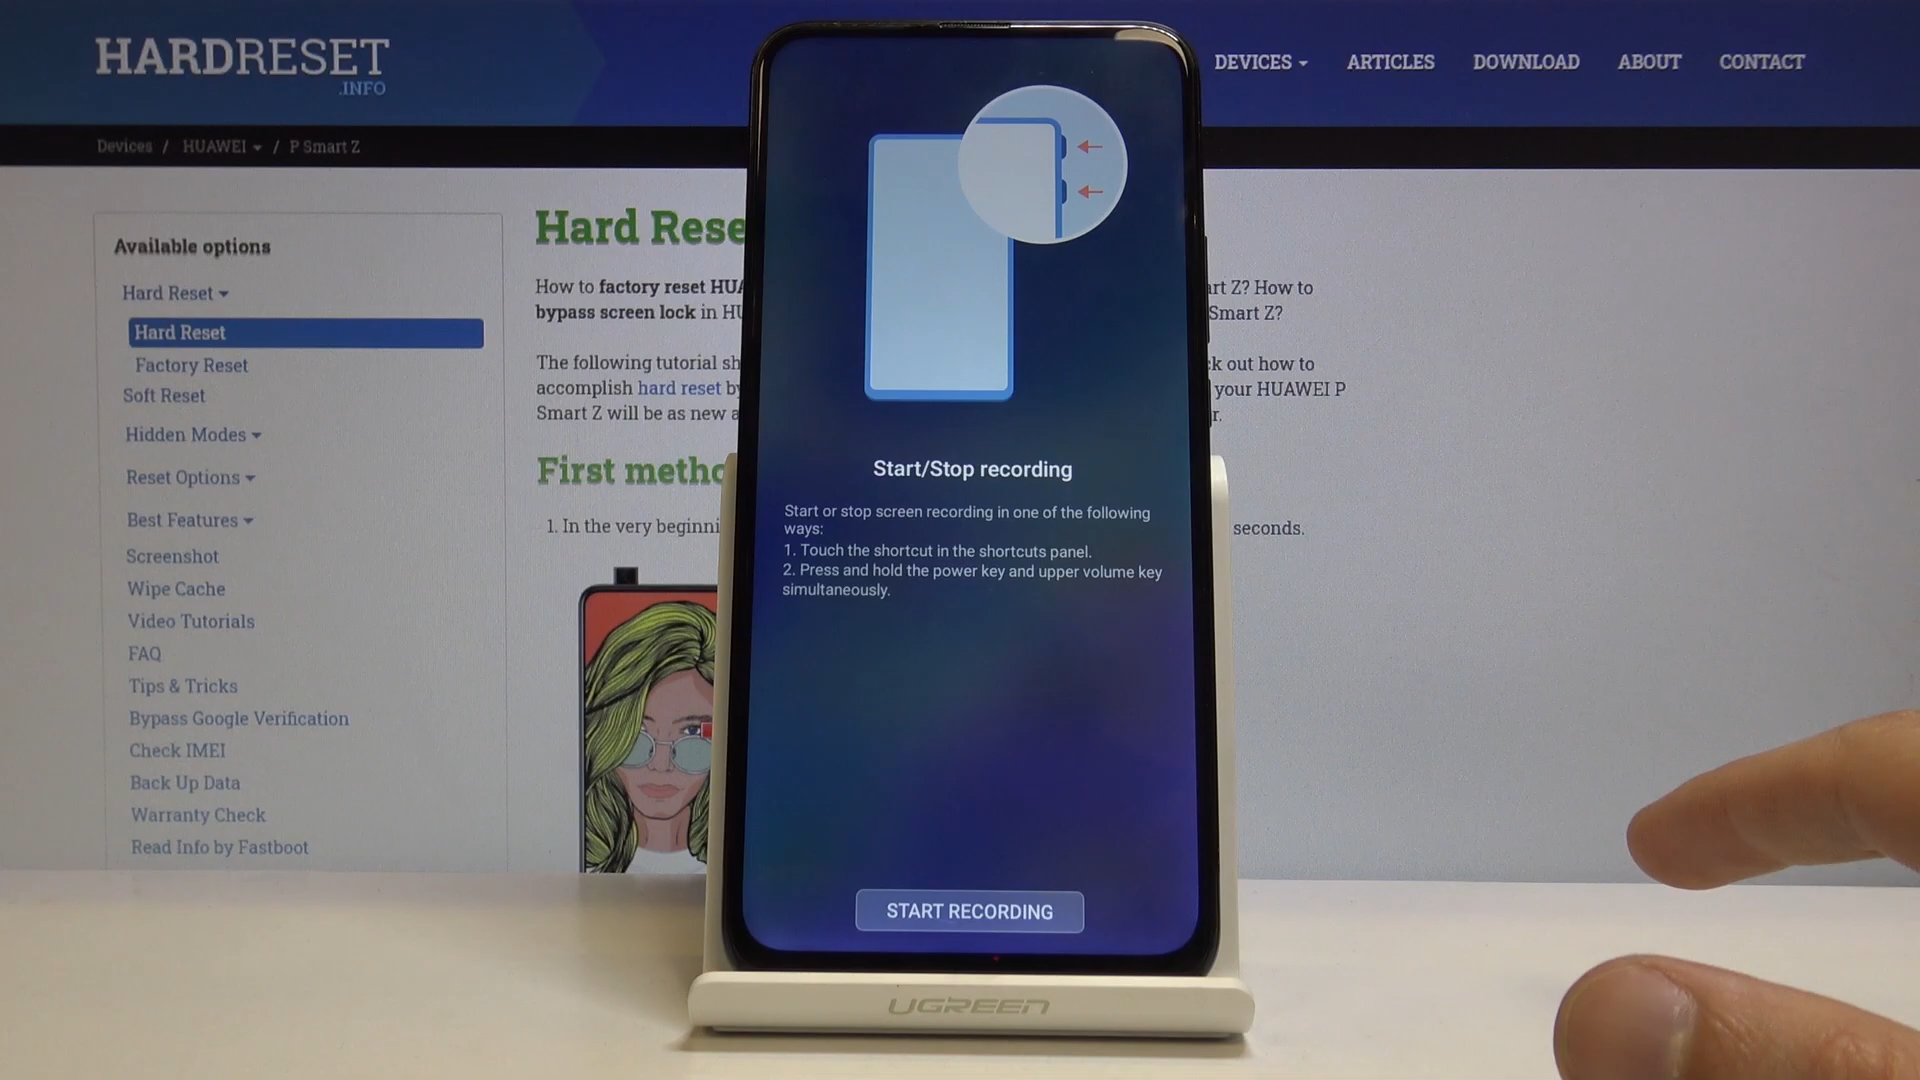 HARDRESET
.INFO
DEVICES
ARTICLES
DOWNLOAD
ABOUT
CONTACT
Devices / HUAWEI / P Smart Z
Available options
Hard Reset
Hard Reset
Factory Reset
Soft Reset
Hidden Modes
Reset Options
Best Features
Screenshot
Wipe Cache
Video Tutorials
FAQ
Tips & Tricks
Bypass Google Verification
Check IMEI
Back Up Data
Warranty Check
Read Info by Fastboot
Hard Rese
How to factory reset HUA
rt Z? How to
bypass screen lock in HU
Smart Z?
The following tutorial sh
ck out how to
accomplish hard reset by
your HUAWEI P
Smart Z will be as new a
r.
First metho
1. In the very beginni
seconds.
Start/Stop recording
Start or stop screen recording in one of the following
ways:
1. Touch the shortcut in the shortcuts panel.
2. Press and hold the power key and upper volume key
simultaneously.
START RECORDING
UGREEN